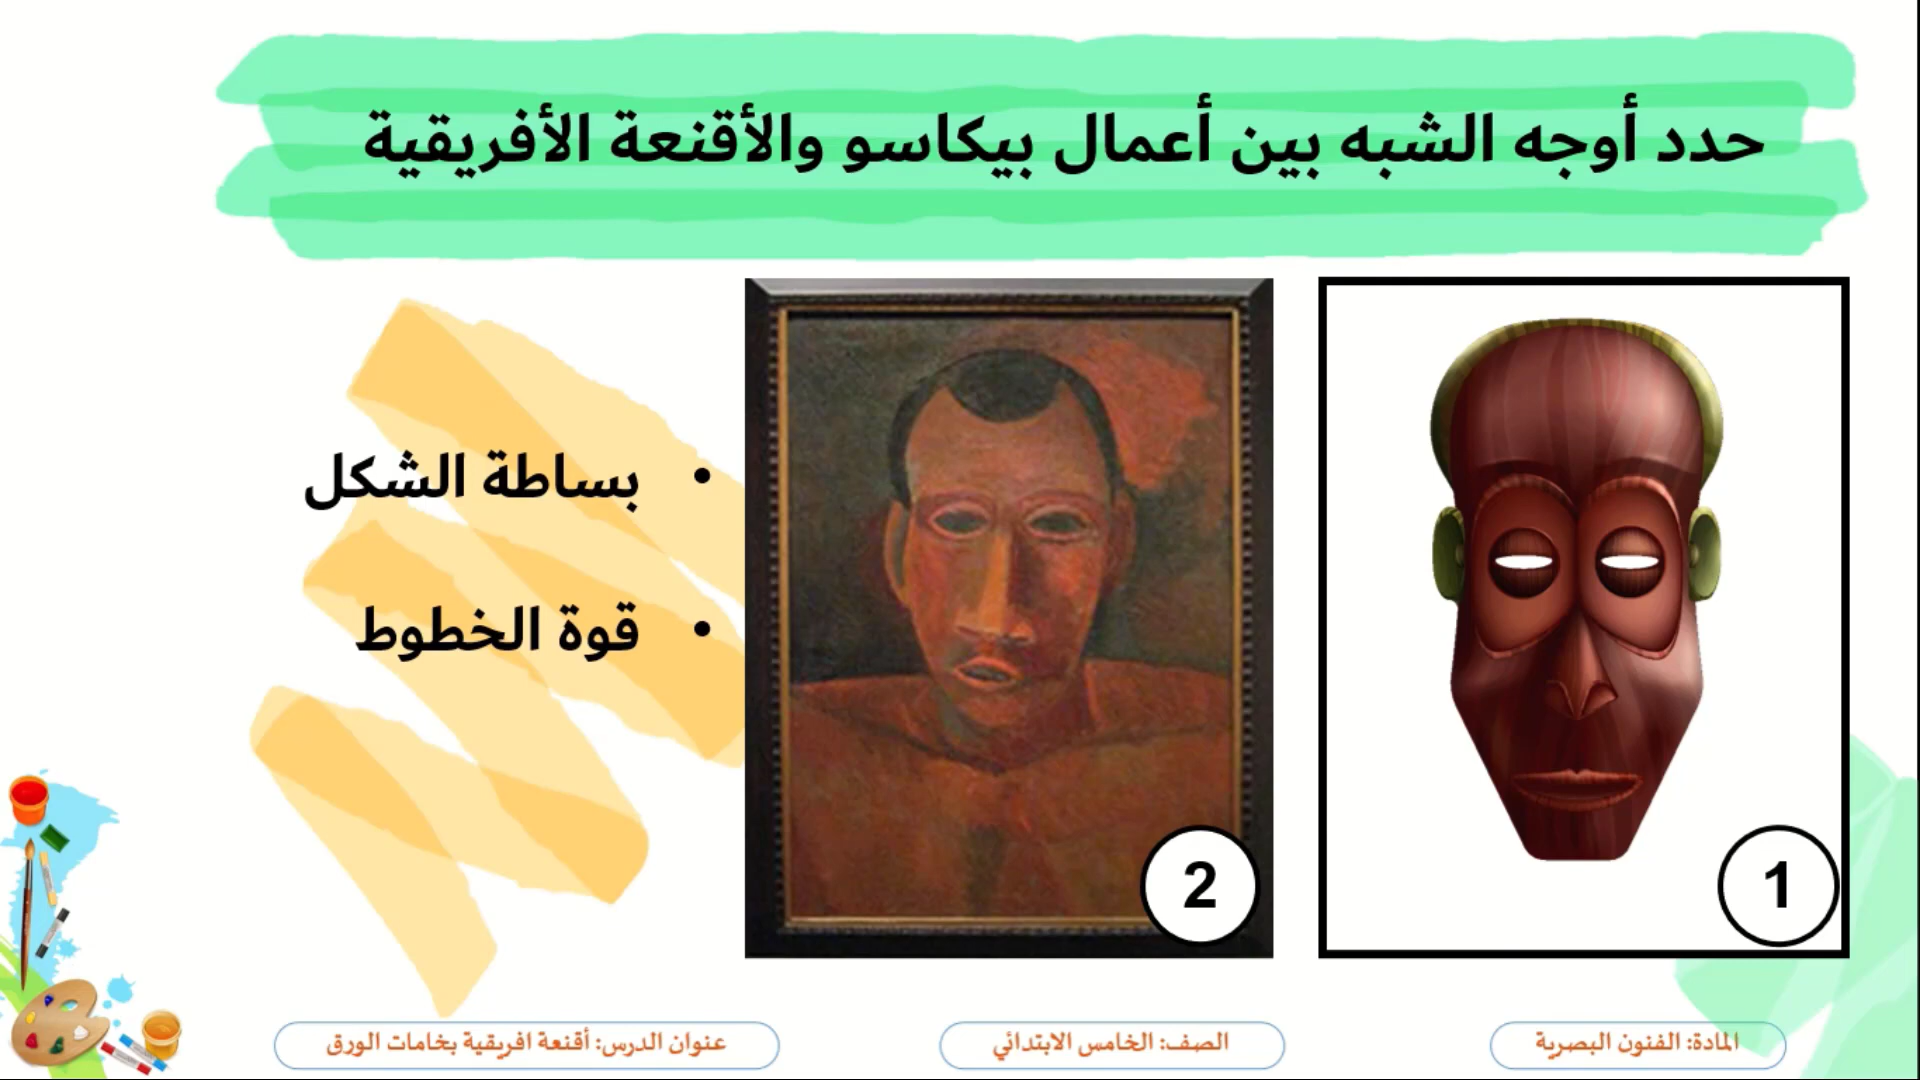 حدد أوجه الشبه بين أعمال بيكاسو والأقنعة الأفريقية
• بساطة الشكل
• قوة الخطوط
1
2
المادة: الفنون البصرية
الصف: الخامس الابتدائي
عنوان الدرس: أقنعة افريقية بخامات الورق